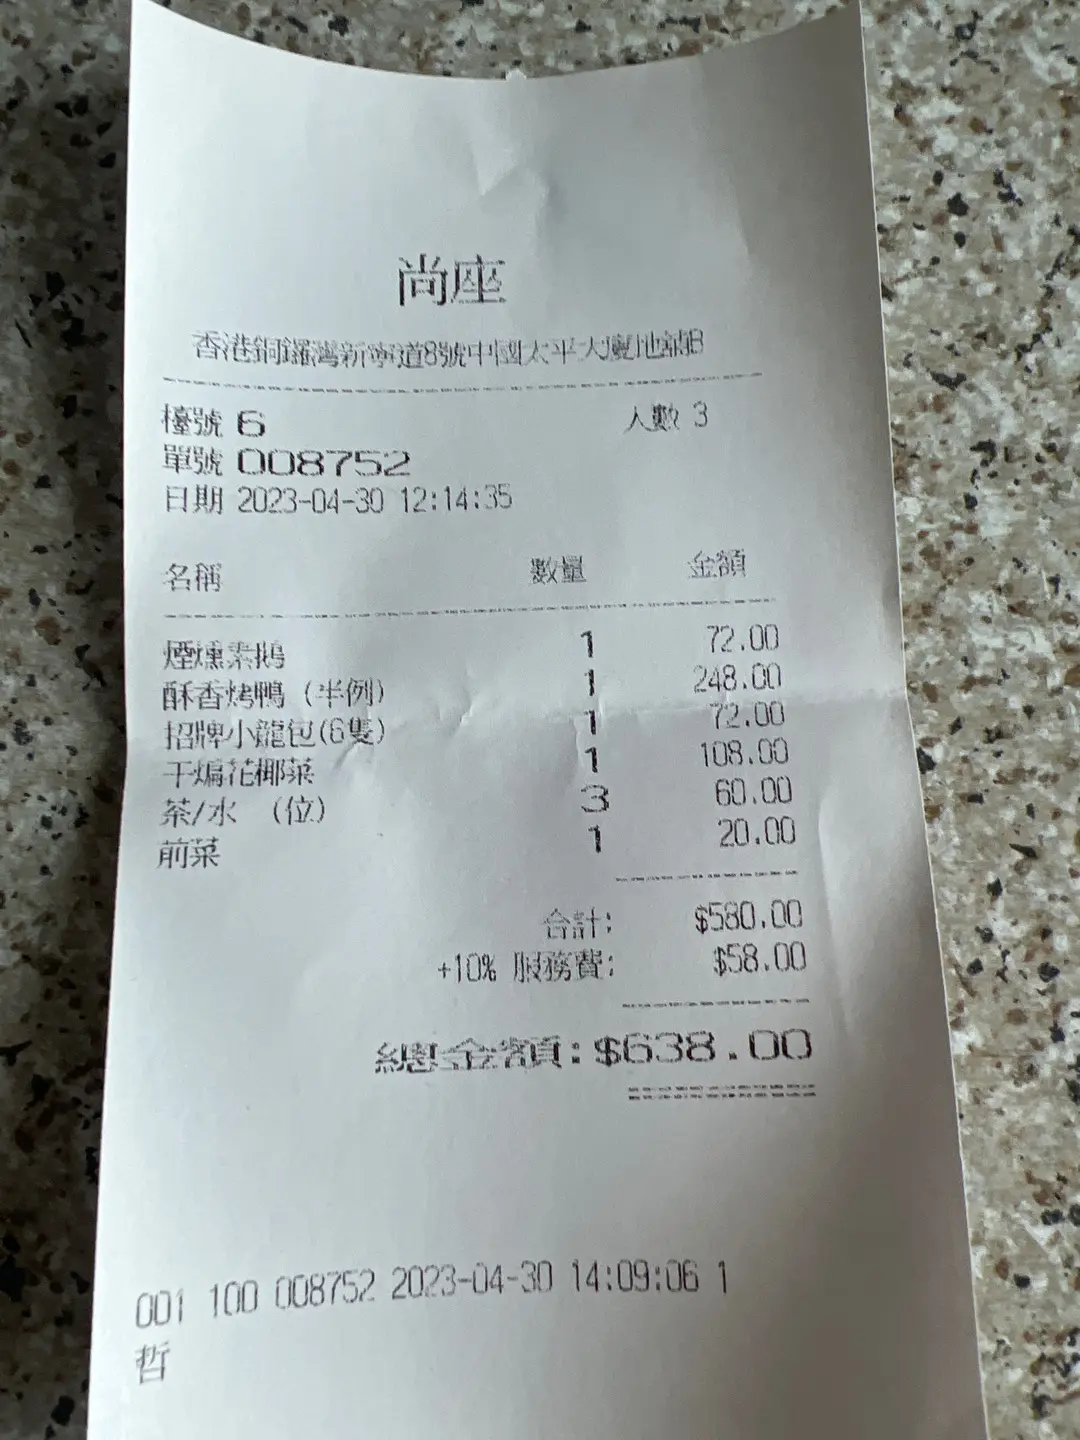 尚座
香港銅鑼灣新寧道8號中國太平大廈地舖B
檯號 6 人數 3
單號 008752
日期 2023-04-30 12:14:35
名稱 數量 金額
煙燻素鵝 1 72.00
酥香烤鴨（半例） 1 248.00
招牌小籠包(6隻) 1 72.00
干煸花椰菜 1 108.00
茶/水 （位） 3 60.00
前菜 1 20.00
合計: $580.00
+10% 服務費: $58.00
總金額:$638.00
001 100 008752 2023-04-30 14:09:06 1
哲